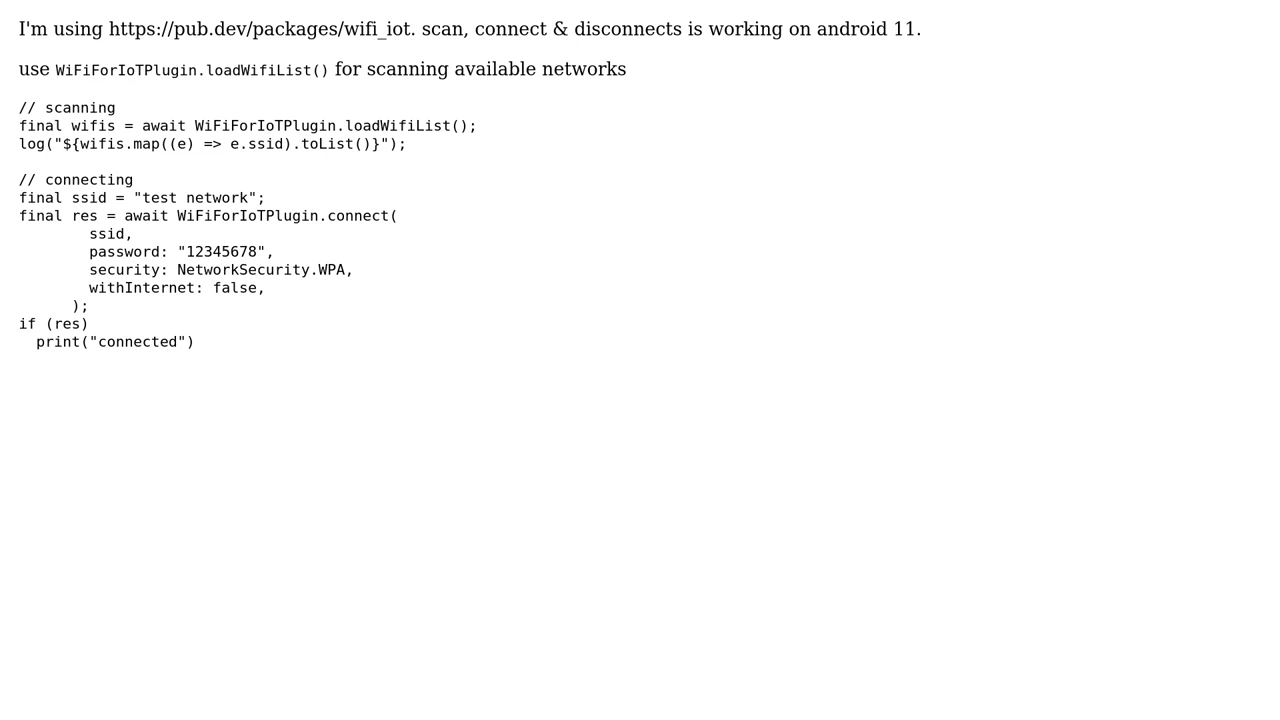 I'm using https://pub.dev/packages/wifi_iot. scan, connect & disconnects is working on android 11.
use WiFiForIoTPlugin.loadWifiList() for scanning available networks
// scanning
final wifis = await WiFiForIoTPlugin.loadWifiList();
log("${wifis.map((e) => e.ssid).toList()}");
// connecting
final ssid = "test network";
final res = await WiFiForIoTPlugin.connect(
        ssid,
        password: "12345678",
        security: NetworkSecurity.WPA,
        withInternet: false,
      );
if (res)
  print("connected")